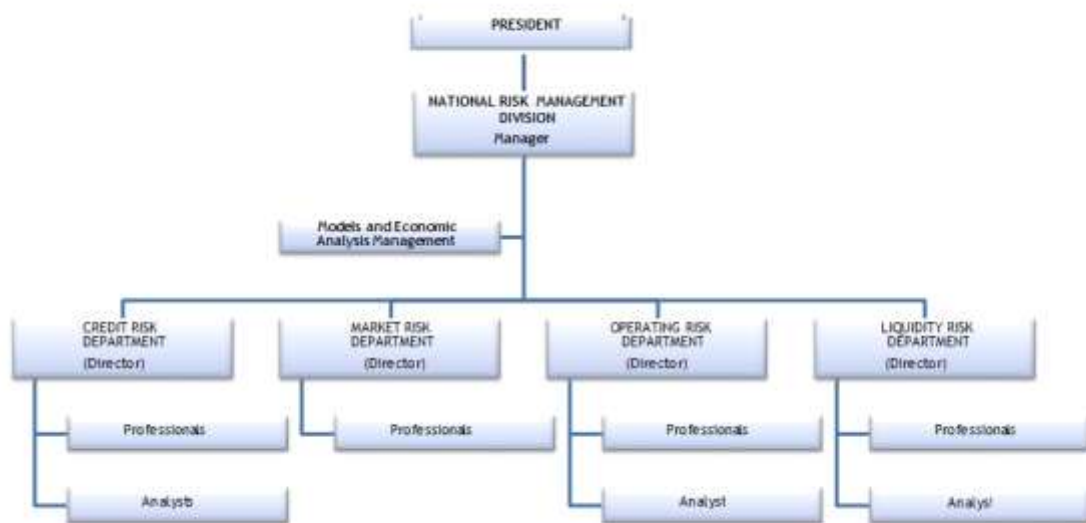 PRESIDENT
NATIONAL RISK MANAGEMENT
DIVISION
Manager
Models and Economic
Analysis Management
CREDIT RISK
DEPARTMENT
(Director)
MARKET RISK
DEPARTMENT
(Director)
OPERATING RISK
DEPARTMENT
(Director)
LIQUIDITY RISK
DEPARTMENT
(Director)
Professionals
Professionals
Professionals
Professionals
Analysts
Analyst
Analyst